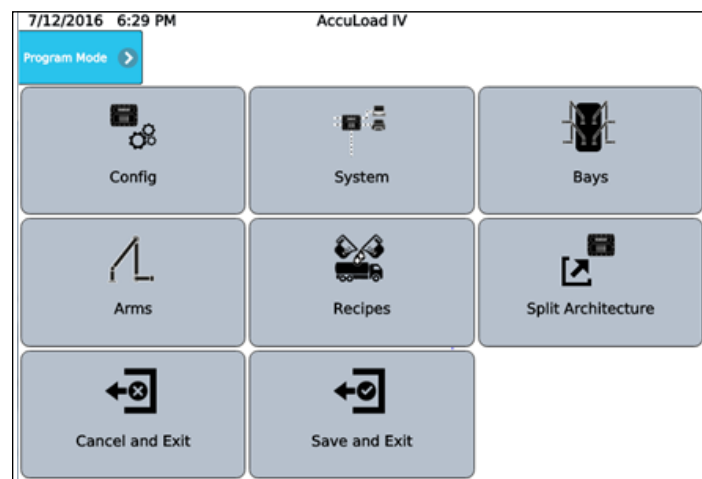 7/12/2016 6:29 PM AccuLoad IV
Program Mode
Config System Bays
Arms Recipes Split Architecture
Cancel and Exit Save and Exit